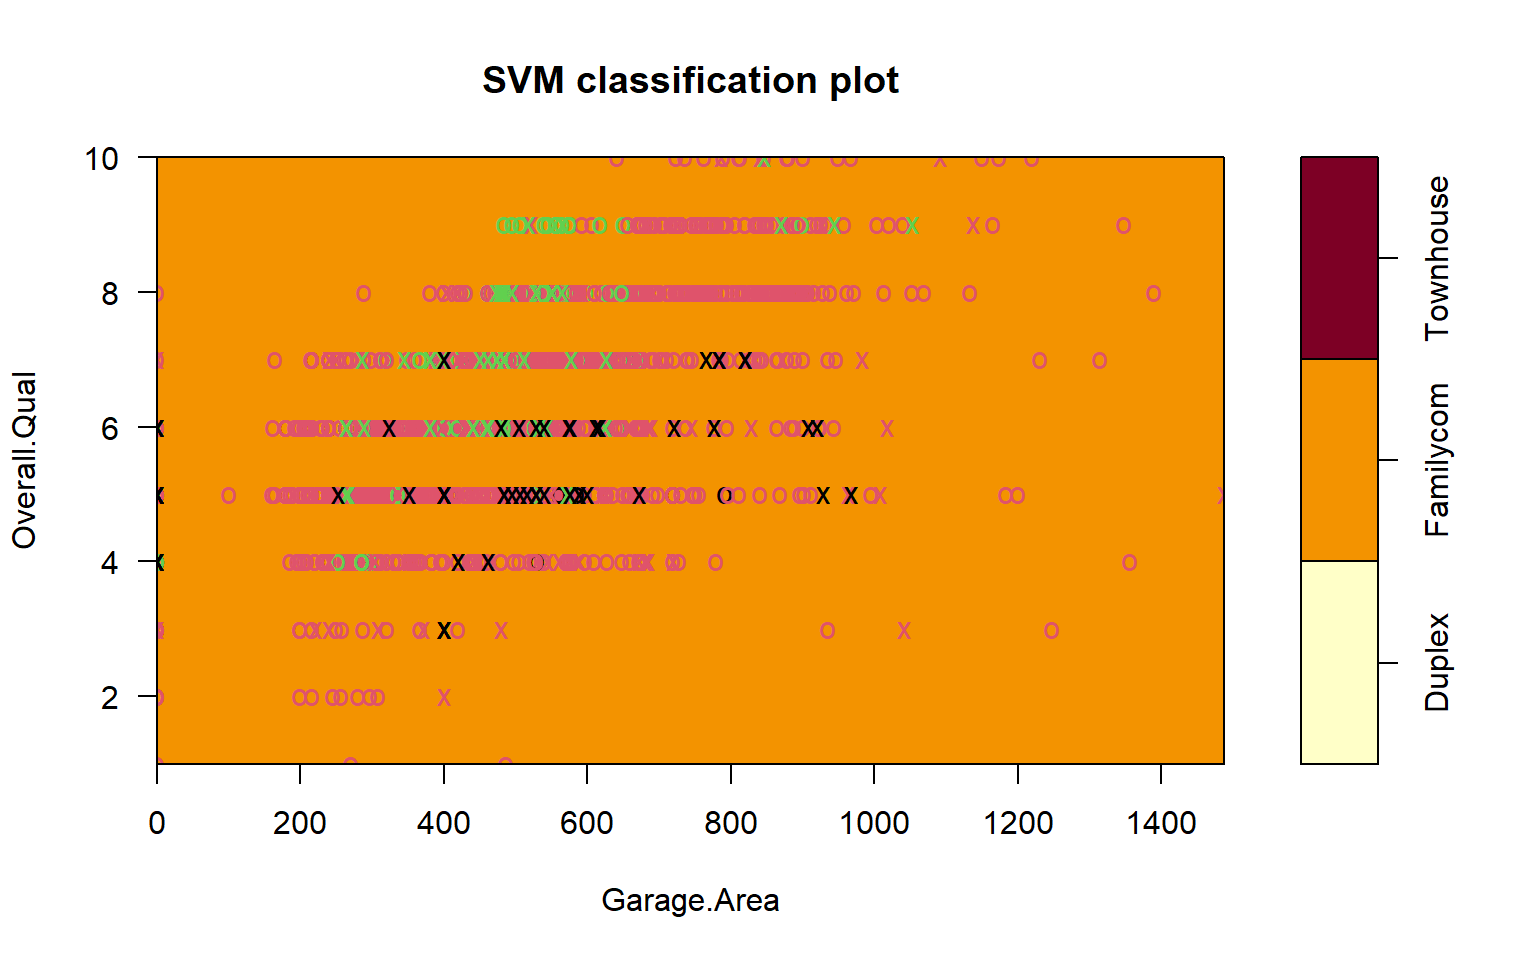 SVM classification plot
10
8
6
4
2
Overall.Qual
0 200 400 600 800 1000 1200 1400
Garage.Area
Townhouse
Familycom
Duplex